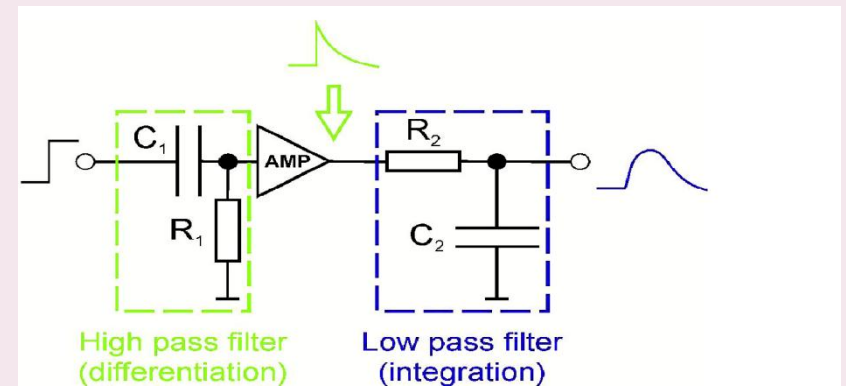 C₁
R₁
AMP
R₂
C₂
High pass filter
(differentiation)
Low pass filter
(integration)